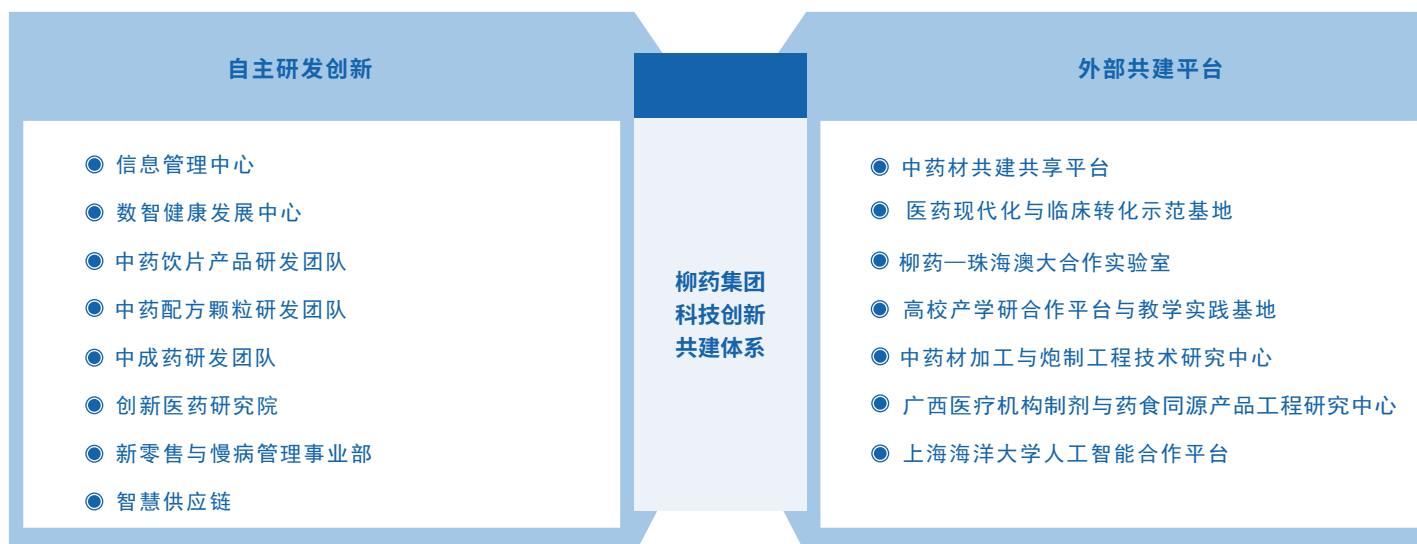 自主研发创新
信息管理中心
数智健康发展中心
中药饮片产品研发团队
中药配方颗粒研发团队
中成药研发团队
创新医药研究院
新零售与慢病管理事业部
智慧供应链
柳药集团
科技创新
共建体系
外部共建平台
中药材共建共享平台
医药现代化与临床转化示范基地
柳药—珠海澳大合作实验室
高校产学研合作平台与教学实践基地
中药材加工与炮制工程技术研究中心
广西医疗机构制剂与药食同源产品工程研究中心
上海海洋大学人工智能合作平台